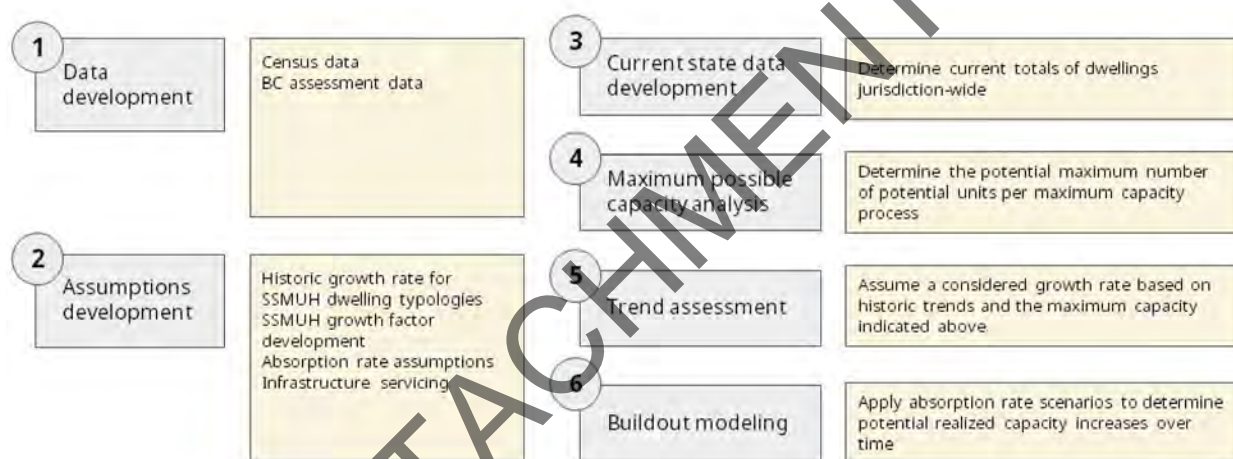 1
Data
development
Census data
BC assessment data
2
Assumptions
development
Historic growth rate for
SSMUH dwelling typologies
SSMUH growth factor
development
Absorption rate assumptions
Infrastructure servicing
3
Current state data
development
Determine current totals of dwellings
jurisdiction-wide
4
Maximum possible
capacity analysis
Determine the potential maximum number
of potential units per maximum capacity
process
5
Trend assessment
Assume a considered growth rate based on
historic trends and the maximum capacity
indicated above
6
Buildout modeling
Apply absorption rate scenarios to determine
potential realized capacity increases over
time
TACHMENT